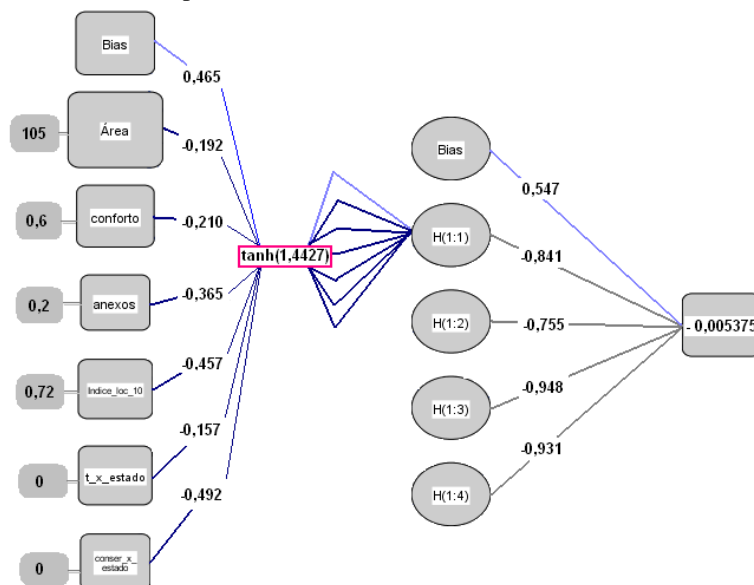 Bias
0,465
105
Área
-0,192
0,6
conforto
-0,210
tanh(1,4427)
0,2
anexos
-0,365
0,72
Indice_loc_10
-0,457
0
t_x_estado
-0,157
0
conser_x_
estado
-0,492
Bias
0,547
H(1:1)
-0,841
H(1:2)
-0,755
H(1:3)
-0,948
H(1:4)
-0,931
- 0,005375